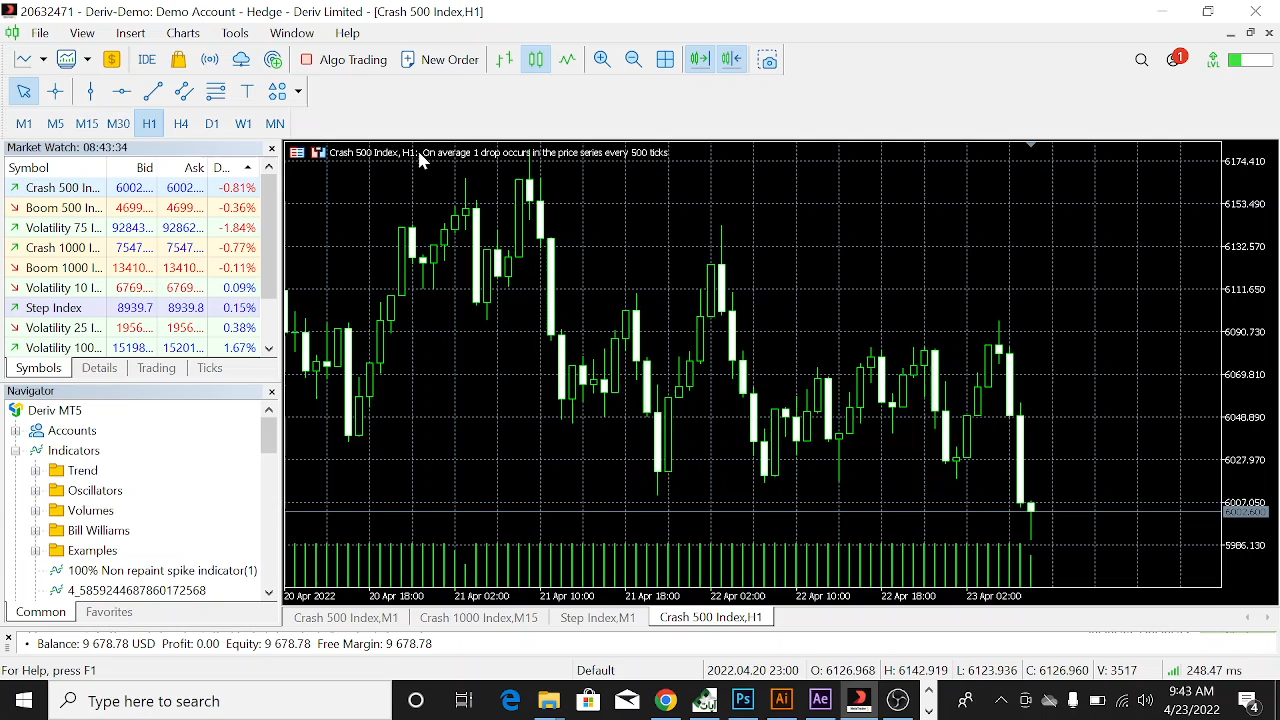 20632471 - Deriv-Demo: Demo Account - Hedge - Deriv Limited - [Crash 500 Index,H1]
File View Insert Charts Tools Window Help
IDE Algo Trading New Order 1 LVL
T
M1 M5 M15 M30 H1 H4 D1 W1 MN
Market Watch: 08:43:34
Symbol Bid Ask D...
Crash 500 In... 6002.... 6002.... -0.81%
Boom 500 In... 4699.... 4699.... -0.36%
Volatility 75 I... 92843... 92862... -1.84%
Crash 1000 I... 7547.... 7547.... -0.77%
Boom 1000 I... 13410... 13410... -0.11%
Volatility 10 I... 6769.... 6769.... 0.09%
Step Index 8939.7 8939.8 0.15%
Volatility 25 I... 1956.... 1956.... 0.38%
Volatility 100... 15198... 15201... 1.67%
Symbols Details Trading Ticks
Navigator
Deriv MT5
Accounts
Indicators
Trend
Oscillators
Volumes
Bill Williams
Examples
100% Non repaint spike indicator(1)
4_5859244687860172568
Common Favorites
Crash 500 Index, H1: On average 1 drop occurs in the price series every 500 ticks
6174.410
6153.490
6132.570
6111.650
6090.730
6069.810
6048.890
6027.970
6007.050
6002.600
5986.130
20 Apr 2022 20 Apr 18:00 21 Apr 02:00 21 Apr 10:00 21 Apr 18:00 22 Apr 02:00 22 Apr 10:00 22 Apr 18:00 23 Apr 02:00
Crash 500 Index,M1 Crash 1000 Index,M15 Step Index,M1 Crash 500 Index,H1
Balance: 9 678.78 USD Profit: 0.00 Equity: 9 678.78 Free Margin: 9 678.78
For Help, press F1 Default 2022.04.20 23:00 O: 6126.968 H: 6142.919 L: 6123.936 C: 6126.960 V: 3517 248.47 ms
Type here to search
Ps Ai Ae
9:43 AM
4/23/2022
4